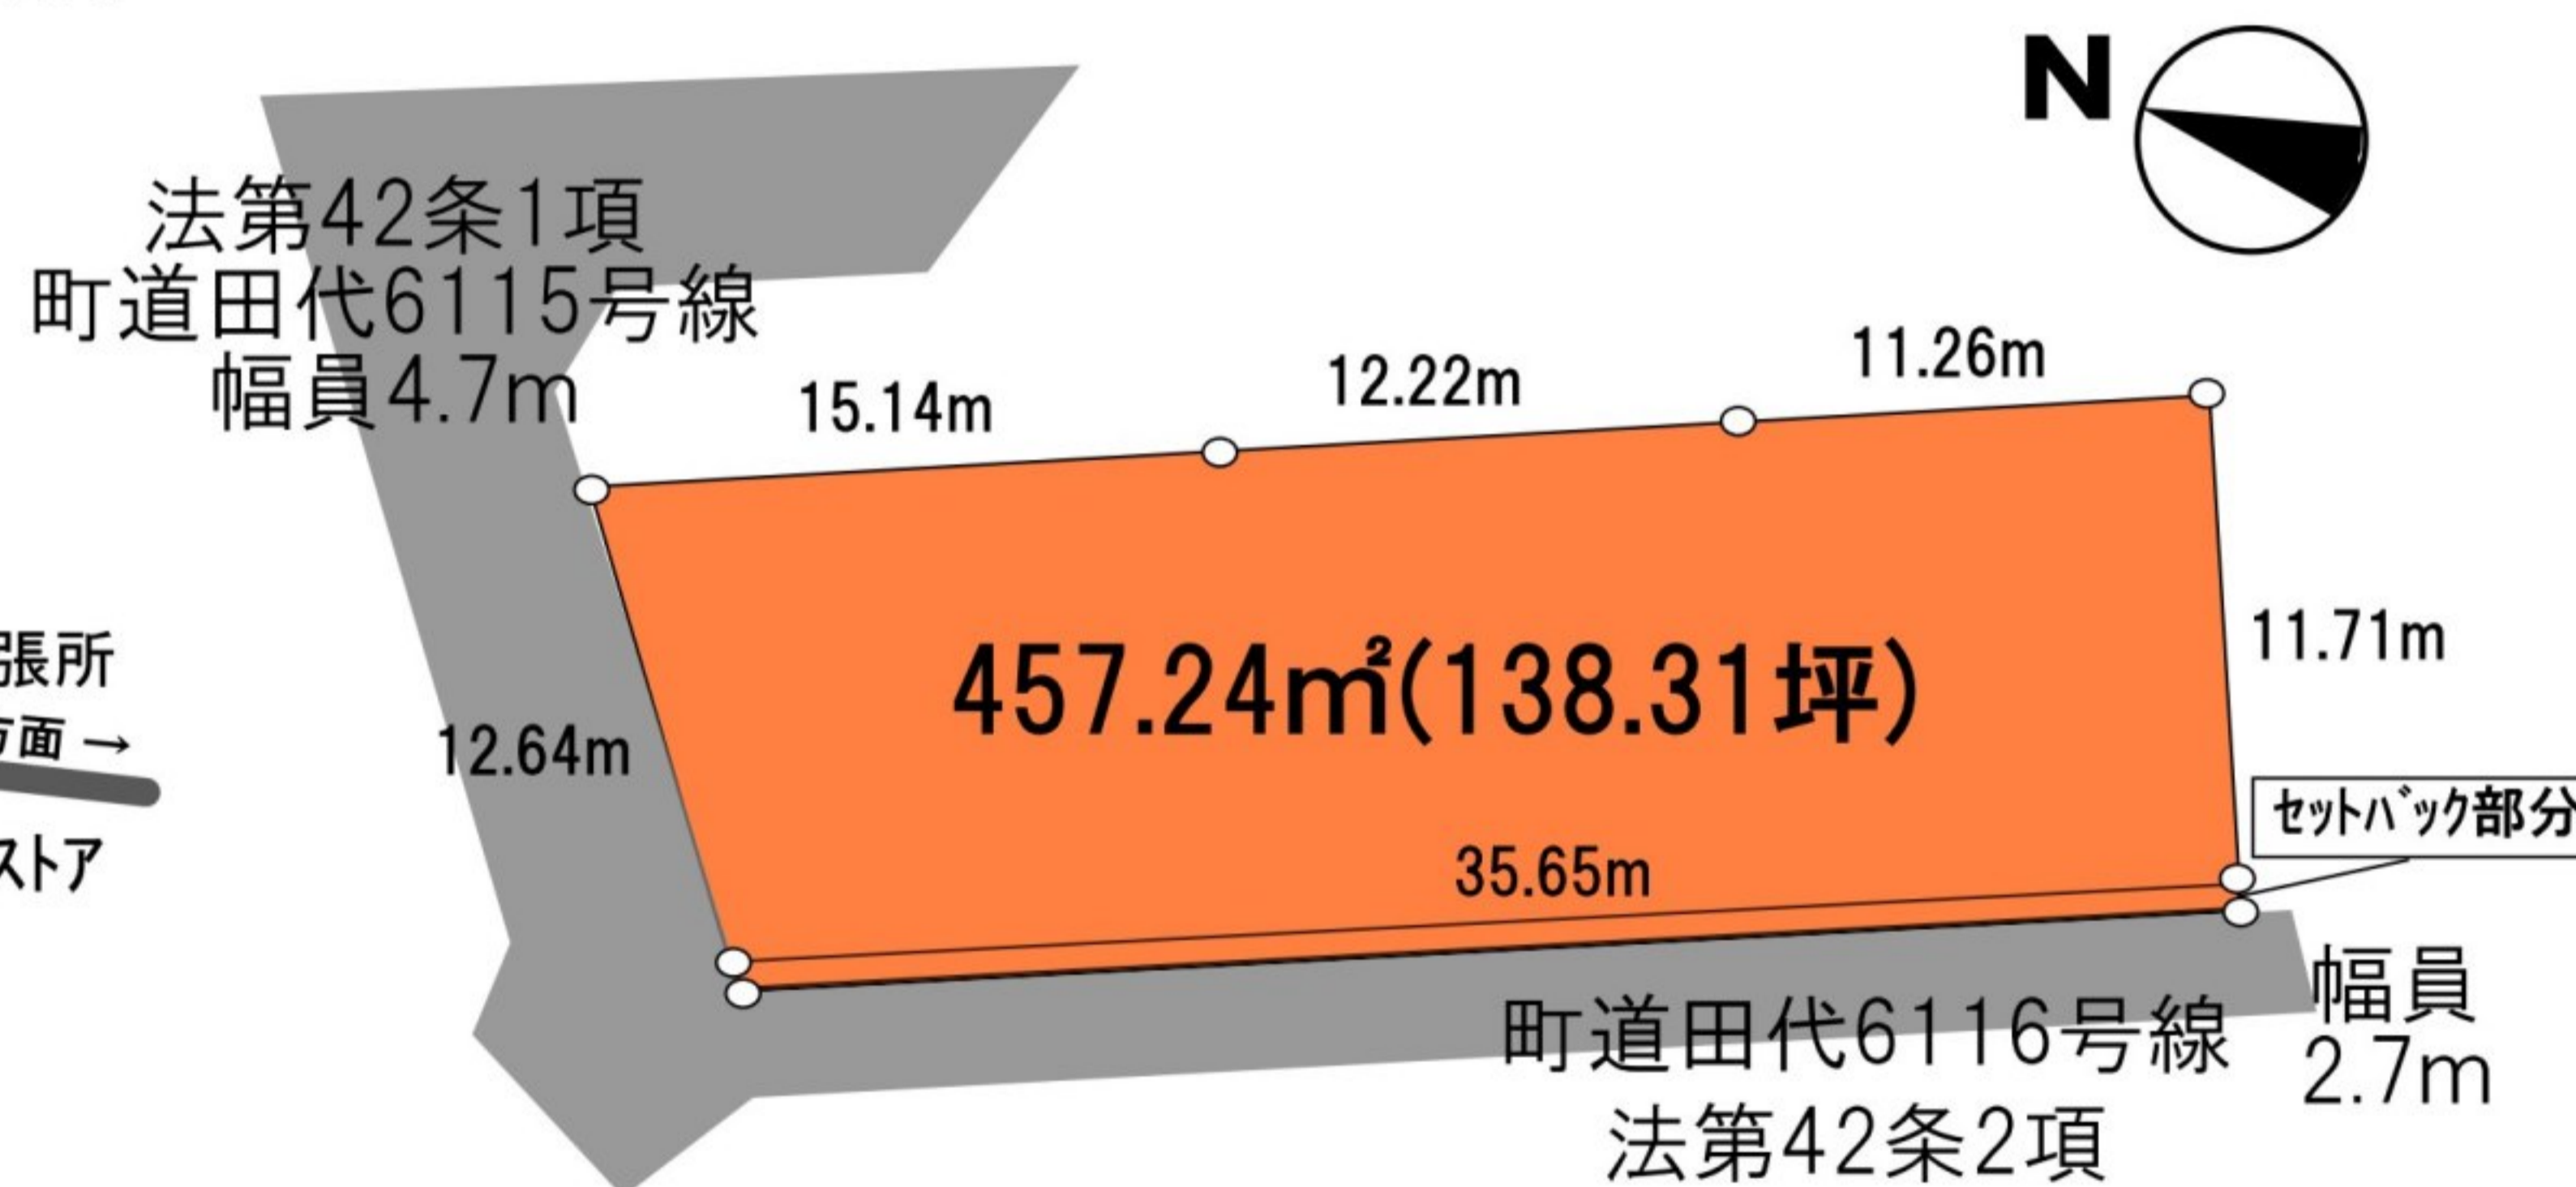 N
法第42条1項
町道田代6115号線
幅員4.7m
15.14m
12.22m
11.26m
11.71m
12.64m
457.24㎡(138.31坪)
35.65m
張所
方面→
ストア
ｾｯﾄﾊﾞｯｸ部分
幅員
2.7m
町道田代6116号線
法第42条2項